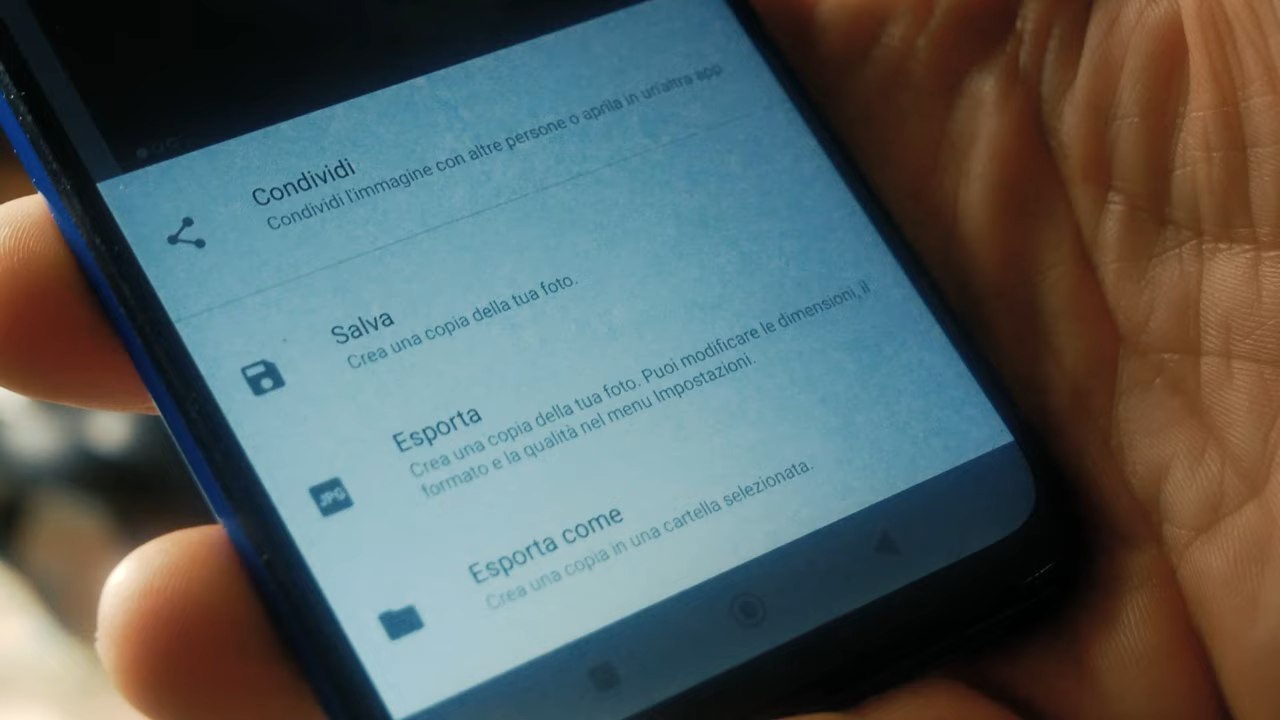 Condividi
Condividi l'immagine con altre persone o aprila in un'altra app
Salva
Crea una copia della tua foto.
Esporta
Crea una copia della tua foto. Puoi modificare le dimensioni, il
formato e la qualità nel menu Impostazioni.
JPG
Esporta come
Crea una copia in una cartella selezionata.